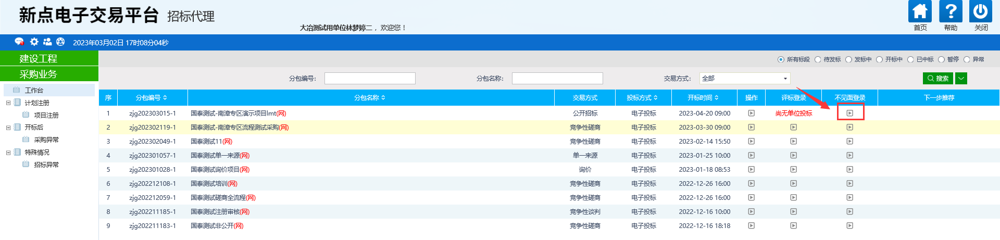 新点电子交易平台 招标代理
大冶测试用单位林梦婷二， 欢迎您！
首页 帮助 关闭
2023年03月02日 17时08分04秒
建设工程
采购业务
工作台
计划注册
项目注册
开标后
采购异常
特殊情况
招标异常
所有标段 待发标 发标中 开标中 已中标 暂停 异常
分包编号： 分包名称： 交易方式： 全部 搜索
序 分包编号 分包名称 交易方式 投标方式 开标时间 操作 评标登录 不见面登录 下一步推荐
1 zjg202303015-1 国泰测试-南漳专区演示项目lmt(网) 公开招标 电子投标 2023-04-20 09:00 尚无单位投标
2 zjg202302119-1 国泰测试-南漳专区流程测试采购(网) 竞争性磋商 电子投标 2023-03-30 09:00
3 zjg202302049-1 国泰测试11(网) 竞争性磋商 电子投标 2023-02-14 15:50
4 zjg202301057-1 国泰测试单一来源(网) 单一来源 电子投标 2023-01-25 10:00
5 zjg202301028-1 国泰测试询价项目(网) 询价 电子投标 2023-01-18 08:53
6 zjg202212108-1 国泰测试培训(网) 竞争性磋商 电子投标 2022-12-26 16:00
7 zjg202212059-1 国泰测试磋商全流程(网) 竞争性磋商 电子投标 2022-12-26 16:00
8 zjg202211185-1 国泰测试注册审核(网) 竞争性谈判 电子投标 2022-12-16 10:00
9 zjg202211183-1 国泰测试非公开(网) 竞争性磋商 电子投标 2022-12-16 18:18